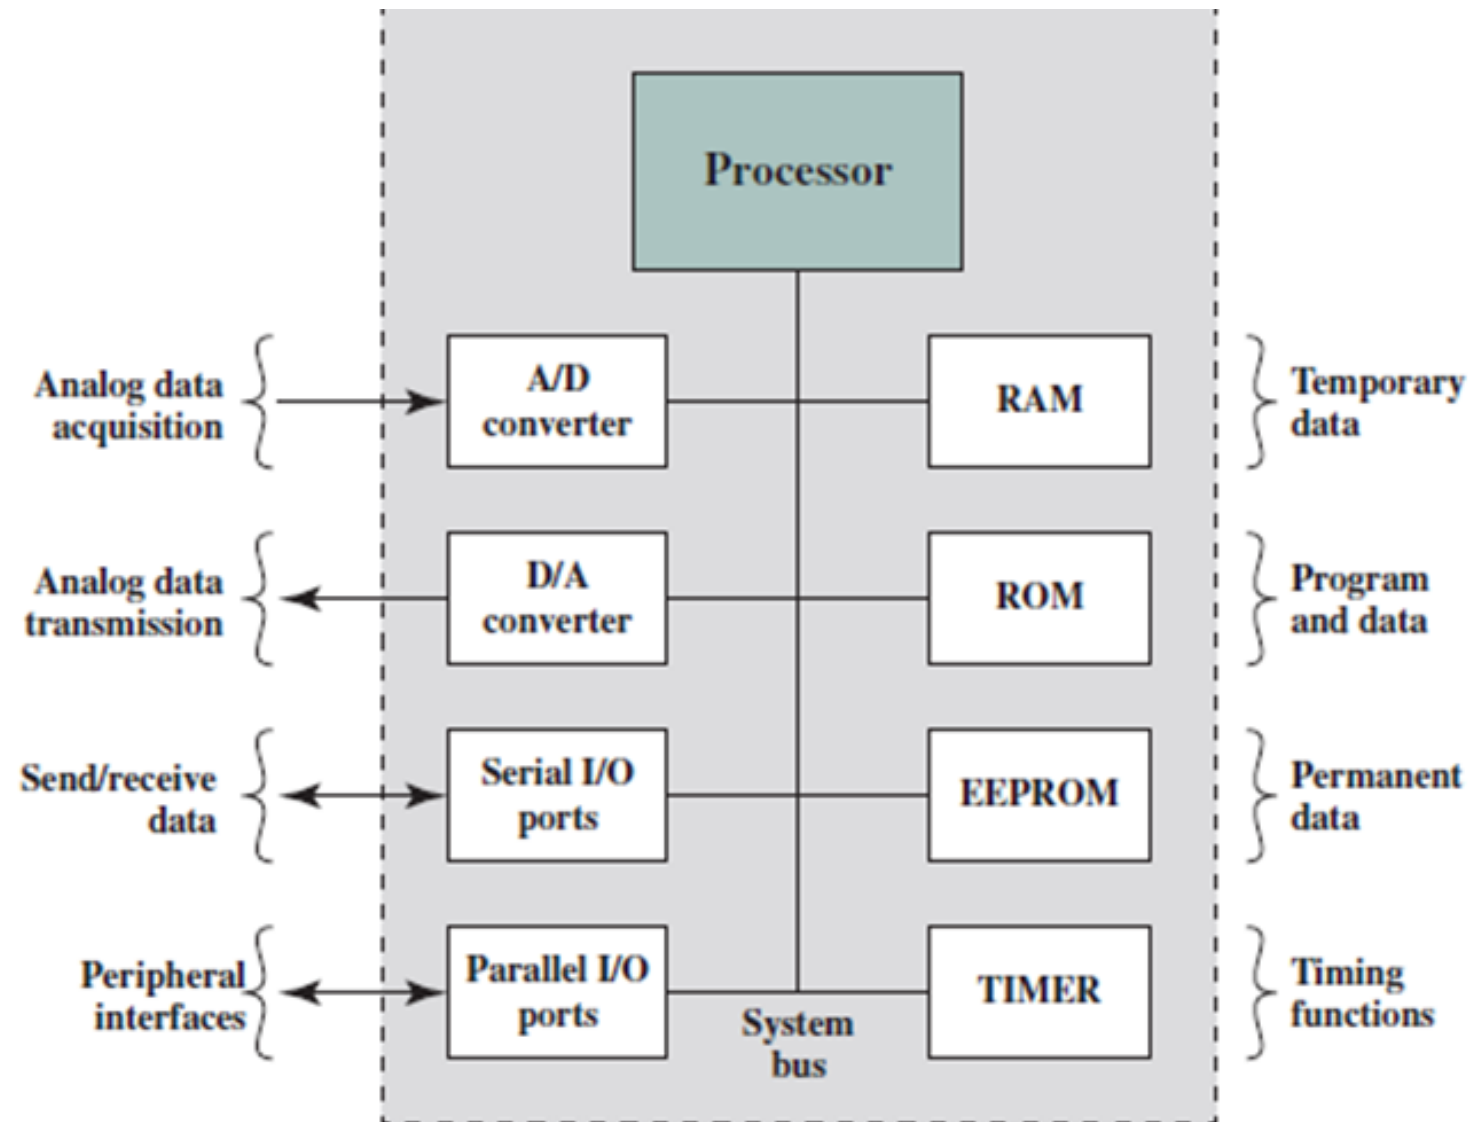 Processor
Analog data
acquisition
A/D
converter
RAM
Temporary
data
Analog data
transmission
D/A
converter
ROM
Program
and data
Send/receive
data
Serial I/O
ports
EEPROM
Permanent
data
Peripheral
interfaces
Parallel I/O
ports
TIMER
Timing
functions
System
bus